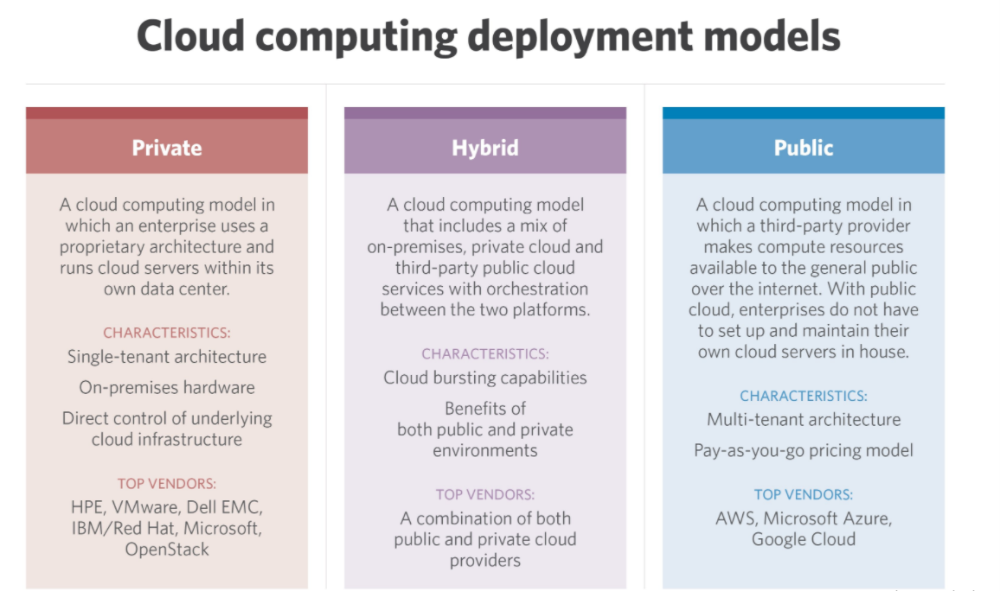 Cloud computing deployment models
Private
A cloud computing model in
which an enterprise uses a
proprietary architecture and
runs cloud servers within its
own data center.
CHARACTERISTICS:
Single-tenant architecture
On-premises hardware
Direct control of underlying
cloud infrastructure
TOP VENDORS:
HPE, VMware, Dell EMC,
IBM/Red Hat, Microsoft,
OpenStack
Hybrid
A cloud computing model
that includes a mix of
on-premises, private cloud and
third-party public cloud
services with orchestration
between the two platforms.
CHARACTERISTICS:
Cloud bursting capabilities
Benefits of
both public and private
environments
TOP VENDORS:
A combination of both
public and private cloud
providers
Public
A cloud computing model in
which a third-party provider
makes compute resources
available to the general public
over the internet. With public
cloud, enterprises do not have
to set up and maintain their
own cloud servers in house.
CHARACTERISTICS:
Multi-tenant architecture
Pay-as-you-go pricing model
TOP VENDORS:
AWS, Microsoft Azure,
Google Cloud